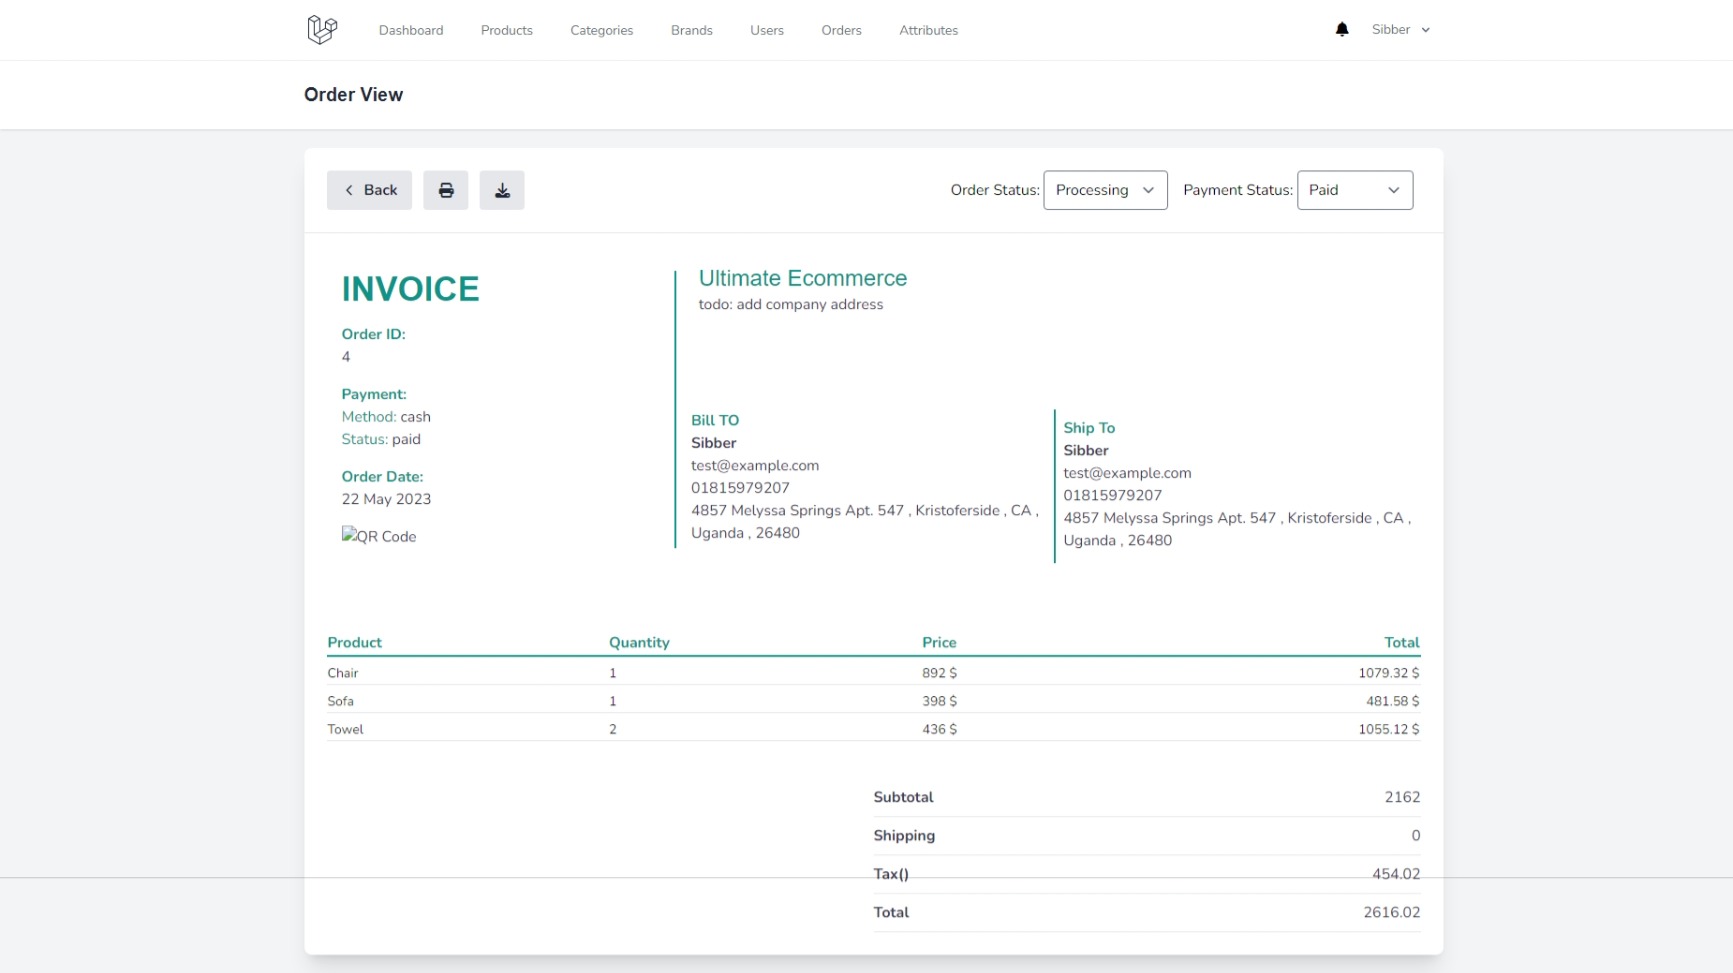 Dashboard Products Categories Brands Users Orders Attributes Sibber
Order View
Back Order Status: Processing Payment Status: Paid
INVOICE
Order ID:
4
Payment:
Method: cash
Status: paid
Order Date:
22 May 2023
QR Code
Ultimate Ecommerce
todo: add company address
Bill TO
Sibber
test@example.com
01815979207
4857 Melyssa Springs Apt. 547 , Kristoferside , CA ,
Uganda , 26480
Ship To
Sibber
test@example.com
01815979207
4857 Melyssa Springs Apt. 547 , Kristoferside , CA ,
Uganda , 26480
Product Quantity Price Total
Chair 1 892 $ 1079.32 $
Sofa 1 398 $ 481.58 $
Towel 2 436 $ 1055.12 $
Subtotal 2162
Shipping 0
Tax() 454.02
Total 2616.02